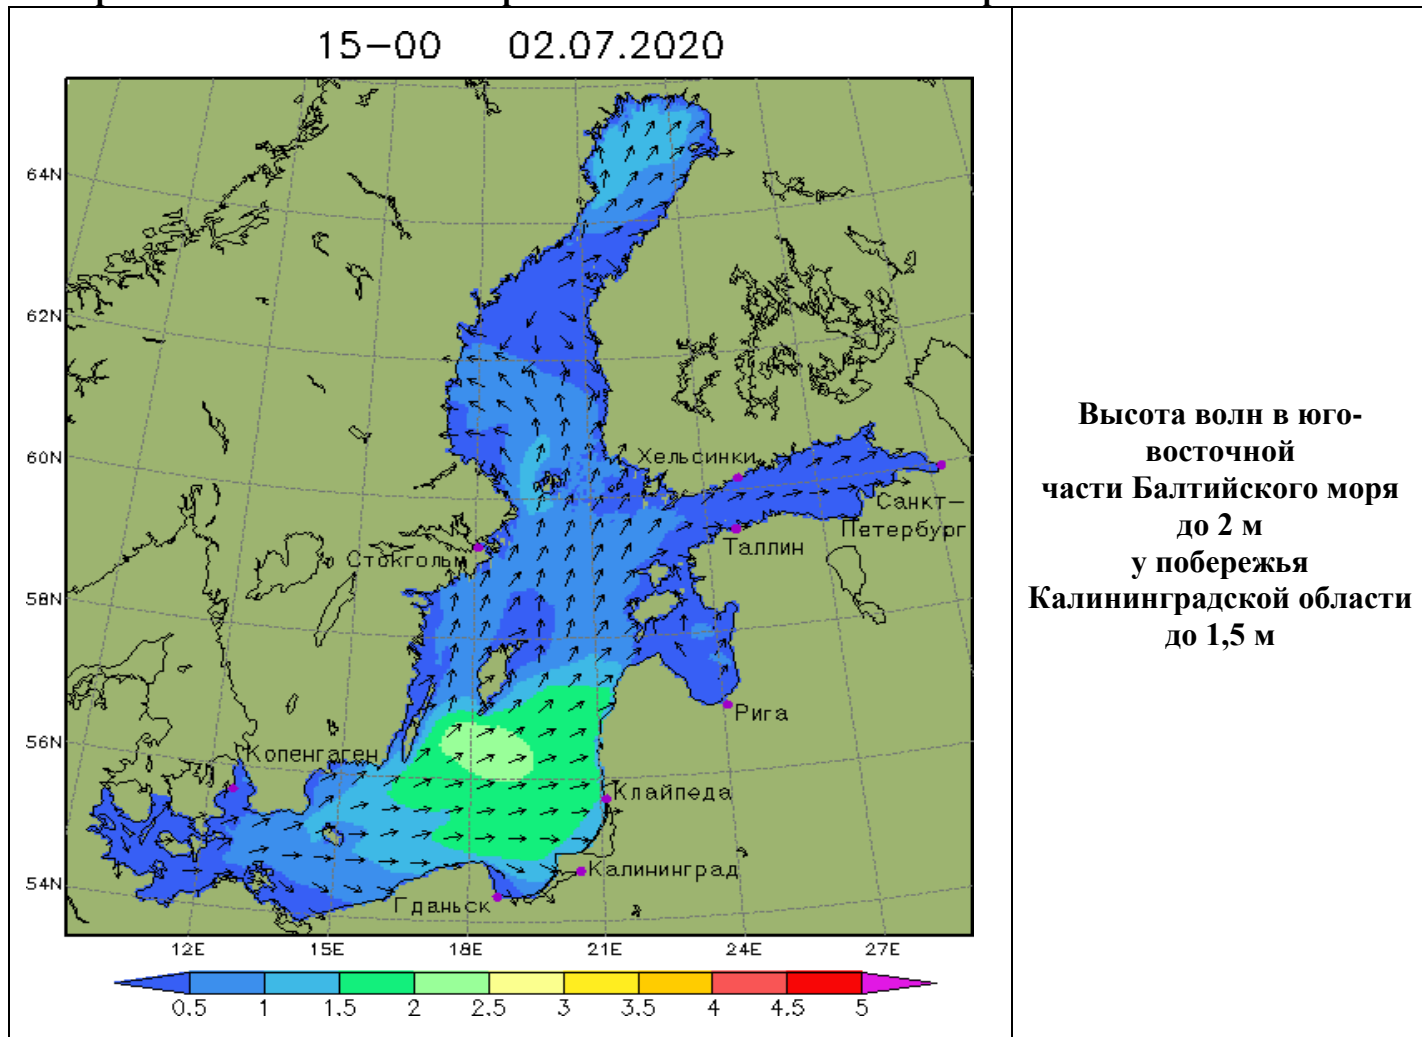 15-00 02.07.2020
64N
62N
60N
58N
56N
54N
Хельсинки
Санкт-
Петербург
Таллин
Стокгольм
Рига
Копенгаген
Клайпеда
Калининград
Гданьск
12E 15E 18E 21E 24E 27E
0.5 1 1.5 2 2.5 3 3.5 4 4.5 5
Высота волн в юго-
восточной
части Балтийского моря
до 2 м
у побережья
Калининградской области
до 1,5 м